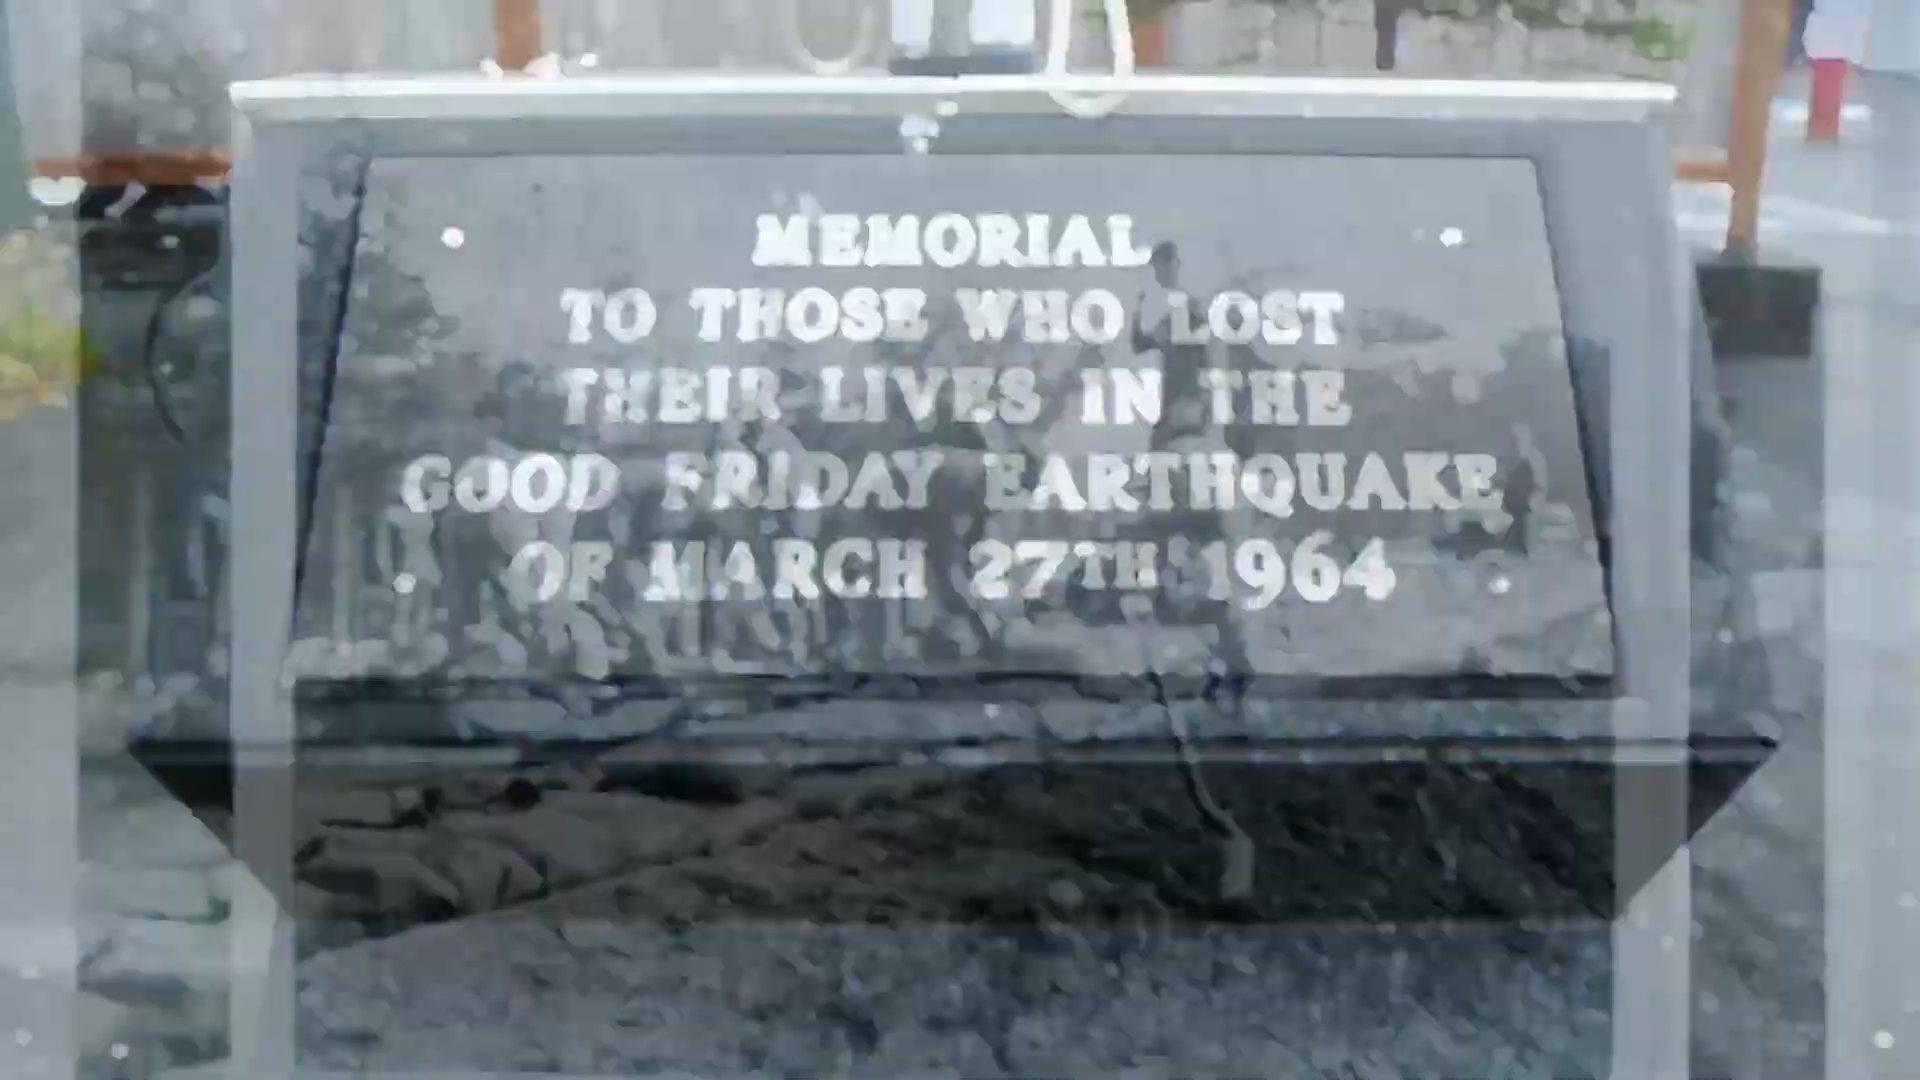 MEMORIAL
TO THOSE WHO LOST
THEIR LIVES IN THE
GOOD FRIDAY EARTHQUAKE
OF MARCH 27TH 1964